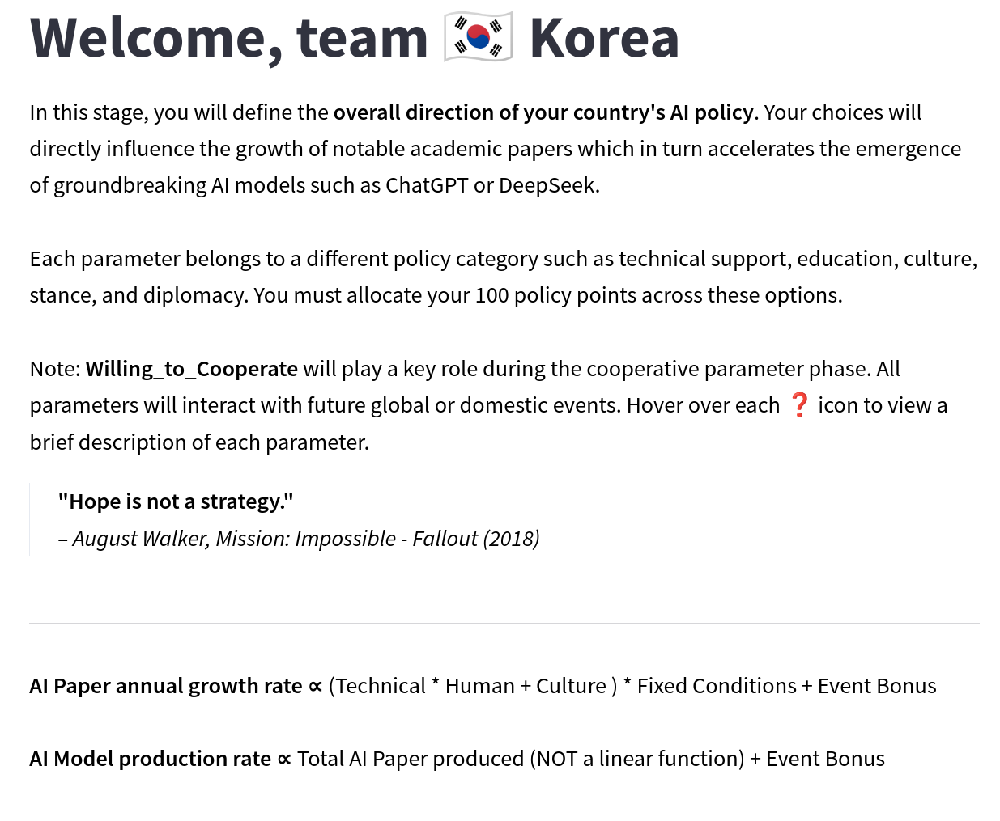 Welcome, team 🇰🇷 Korea
In this stage, you will define the overall direction of your country's AI policy. Your choices will
directly influence the growth of notable academic papers which in turn accelerates the emergence
of groundbreaking AI models such as ChatGPT or DeepSeek.
Each parameter belongs to a different policy category such as technical support, education, culture,
stance, and diplomacy. You must allocate your 100 policy points across these options.
Note: Willing_to_Cooperate will play a key role during the cooperative parameter phase. All
parameters will interact with future global or domestic events. Hover over each ❓ icon to view a
brief description of each parameter.
"Hope is not a strategy."
– August Walker, Mission: Impossible - Fallout (2018)
AI Paper annual growth rate ∝ (Technical * Human + Culture ) * Fixed Conditions + Event Bonus
AI Model production rate ∝ Total AI Paper produced (NOT a linear function) + Event Bonus